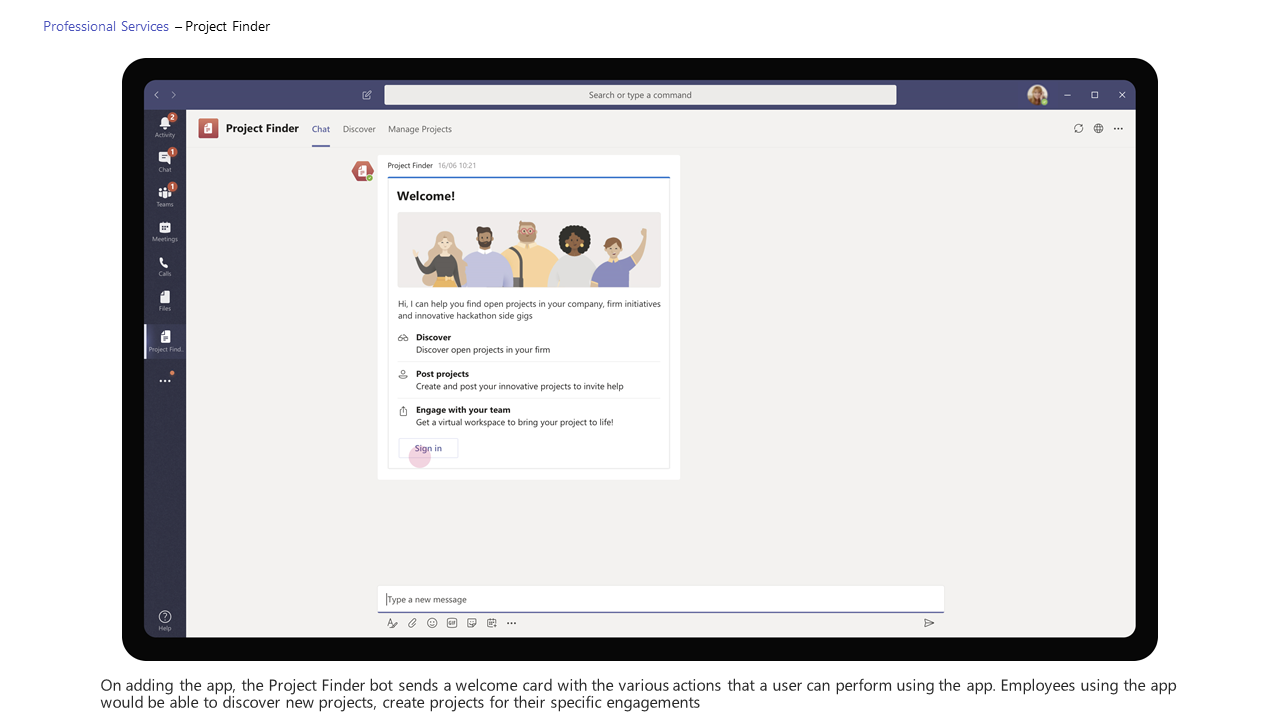 Professional Services – Project Finder
Search or type a command
2
Activity
Project Finder Chat Discover Manage Projects
1
Chat
Project Finder 16/06 10:21
1
Teams
Welcome!
Meetings
Calls
Files
Hi, I can help you find open projects in your company, firm initiatives
and innovative hackathon side gigs
Project Find..
Discover
Discover open projects in your firm
Post projects
Create and post your innovative projects to invite help
Engage with your team
Get a virtual workspace to bring your project to life!
Sign in
Type a new message
GIF
Help
On adding the app, the Project Finder bot sends a welcome card with the various actions that a user can perform using the app. Employees using the app
would be able to discover new projects, create projects for their specific engagements